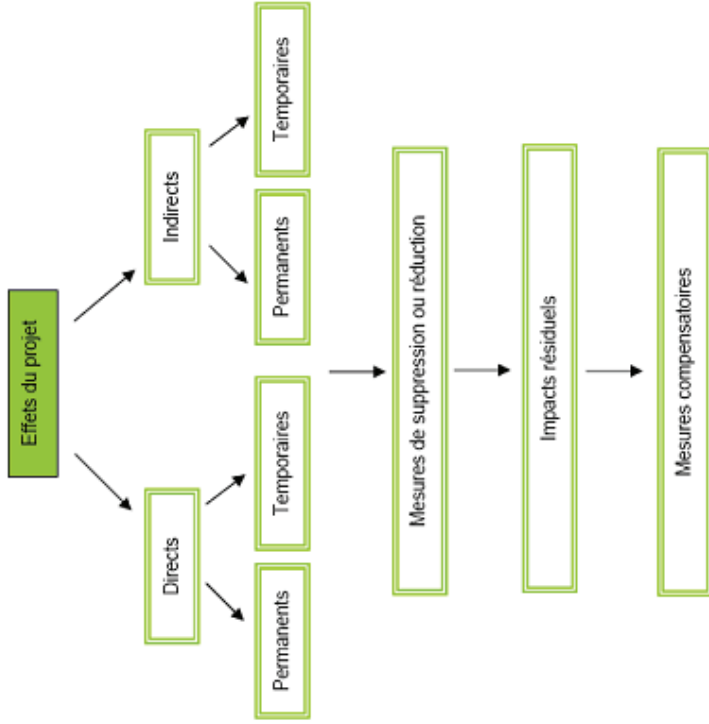 Effets du projet
Directs
Indirects
Permanents
Temporaires
Permanents
Temporaires
Mesures de suppression ou réduction
Impacts résiduels
Mesures compensatoires